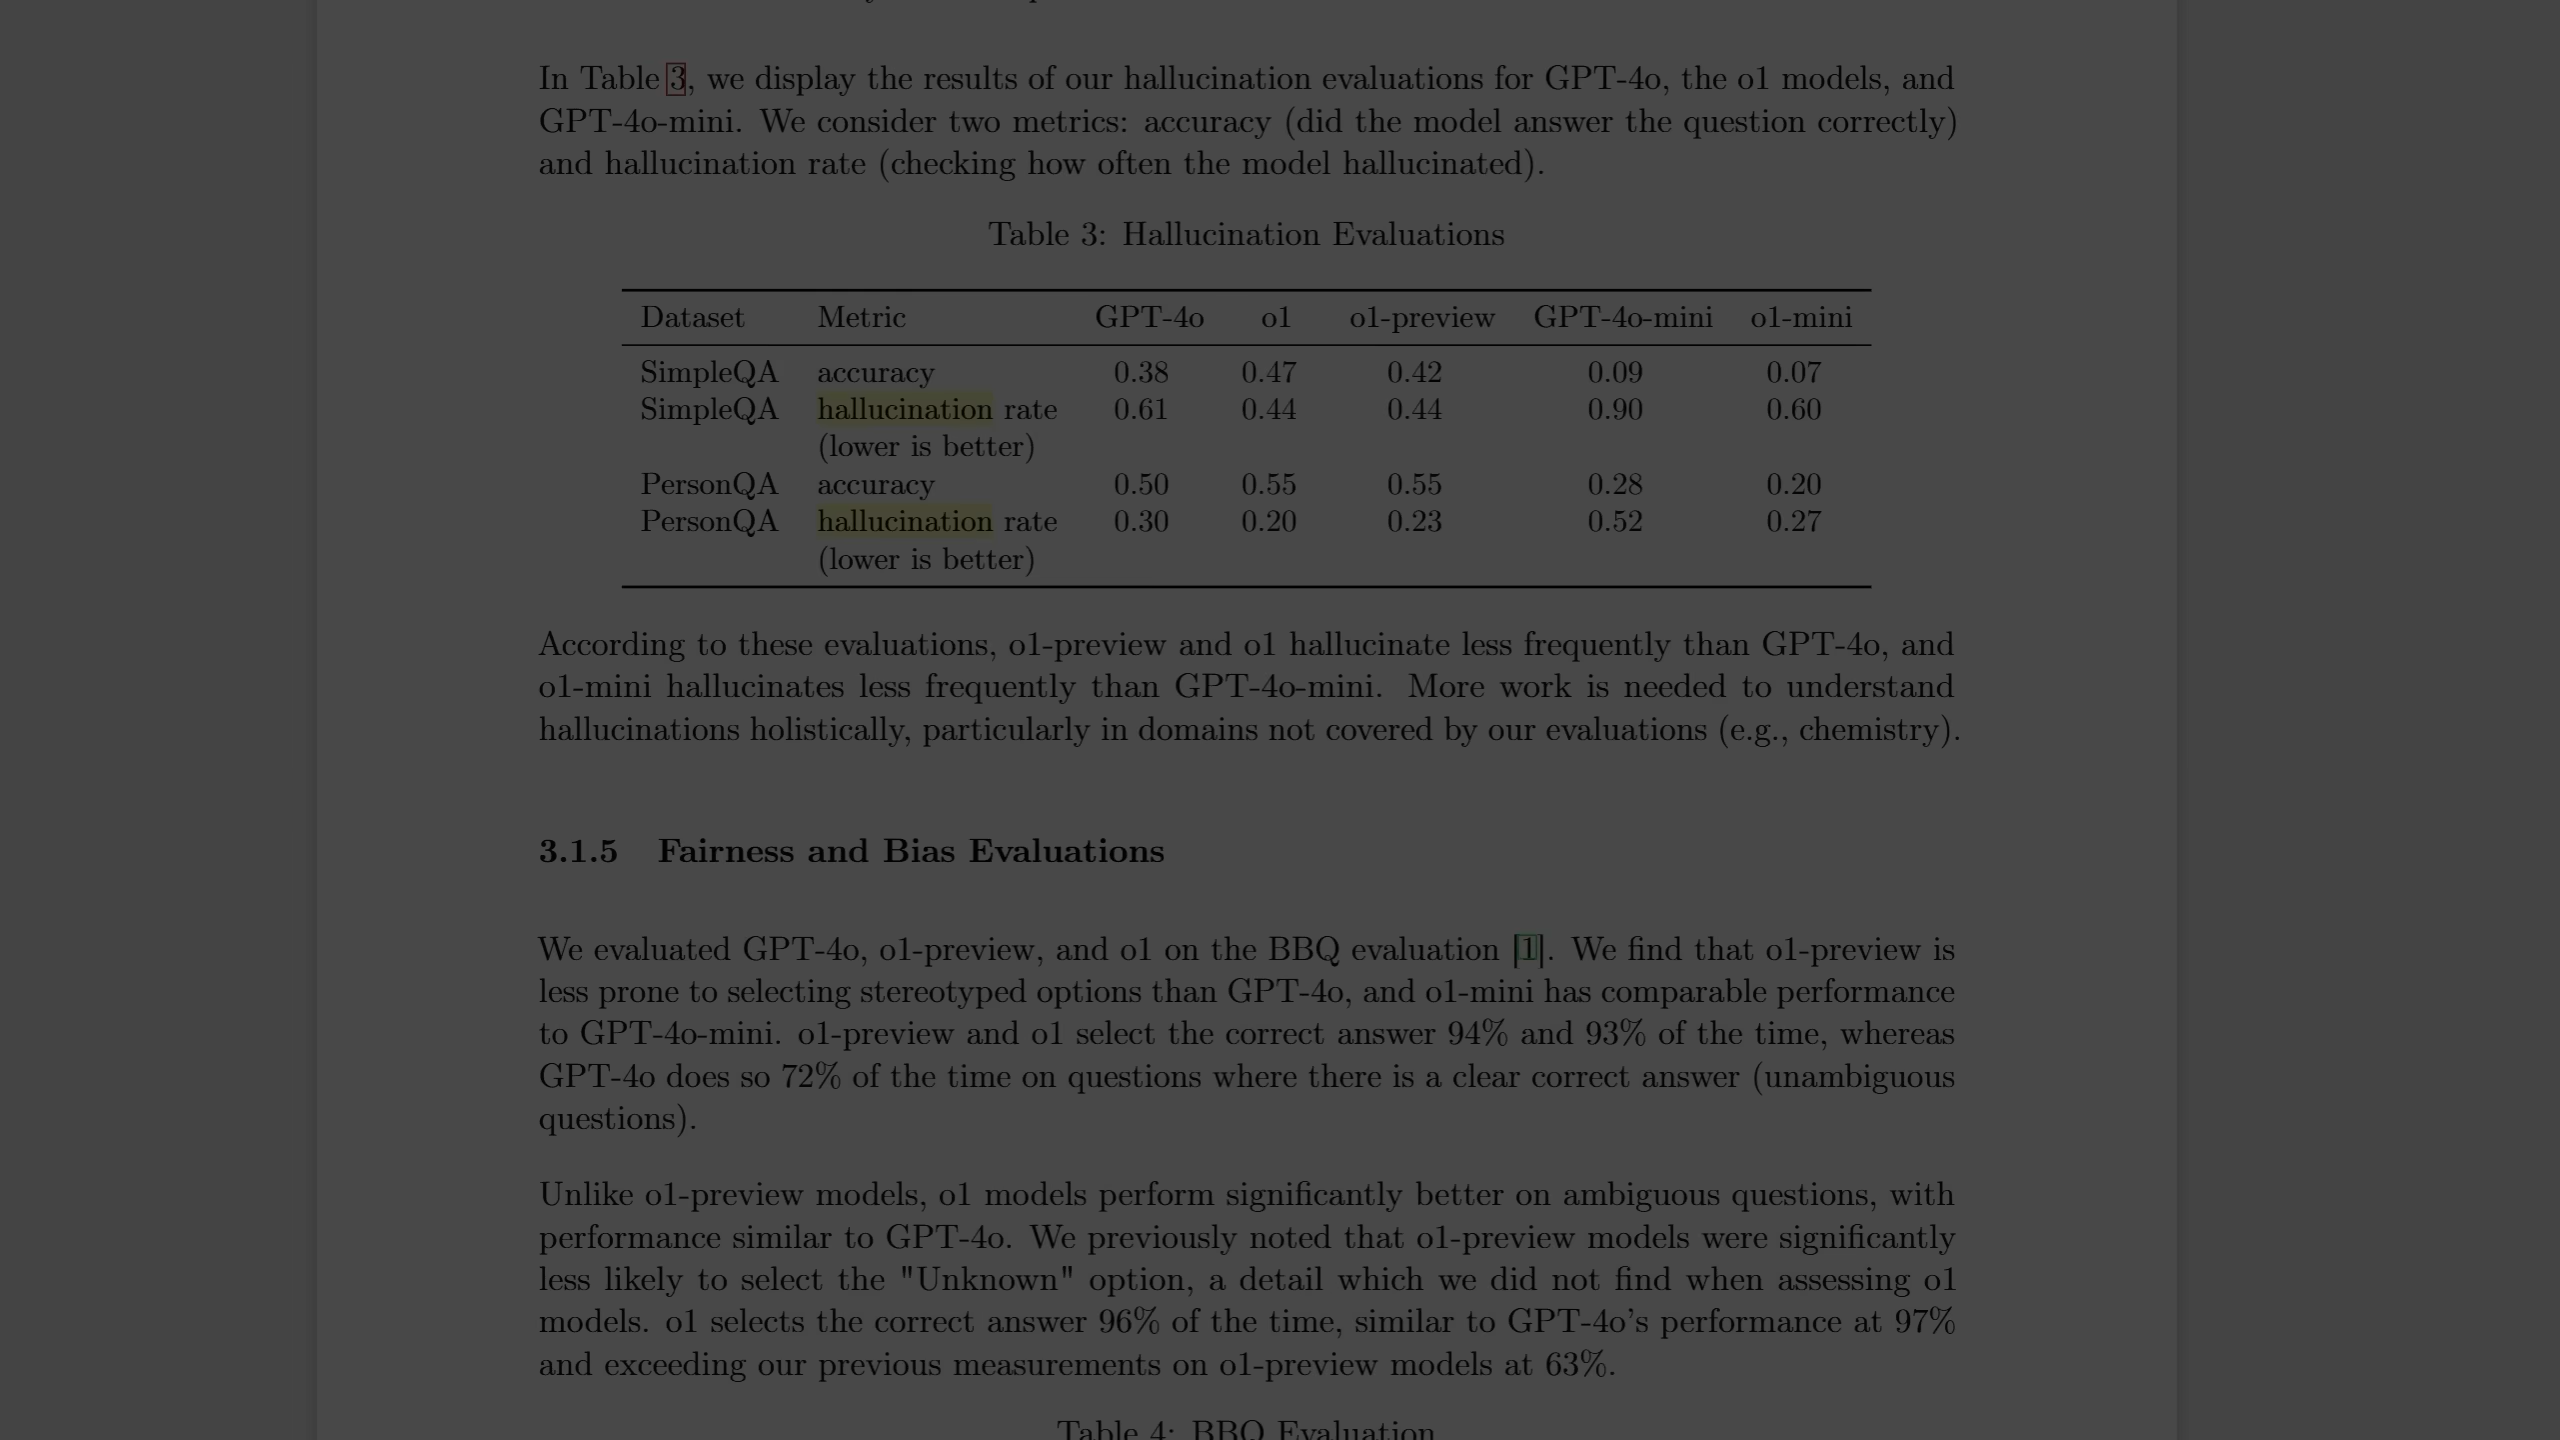 In Table 3, we display the results of our hallucination evaluations for GPT-4o, the o1 models, and
GPT-4o-mini. We consider two metrics: accuracy (did the model answer the question correctly)
and hallucination rate (checking how often the model hallucinated).
Table 3: Hallucination Evaluations
Dataset Metric GPT-4o o1 o1-preview GPT-4o-mini o1-mini
SimpleQA accuracy 0.38 0.47 0.42 0.09 0.07
SimpleQA hallucination rate 0.61 0.44 0.44 0.90 0.60
(lower is better)
PersonQA accuracy 0.50 0.55 0.55 0.28 0.20
PersonQA hallucination rate 0.30 0.20 0.23 0.52 0.27
(lower is better)
According to these evaluations, o1-preview and o1 hallucinate less frequently than GPT-4o, and
o1-mini hallucinates less frequently than GPT-4o-mini. More work is needed to understand
hallucinations holistically, particularly in domains not covered by our evaluations (e.g., chemistry).
3.1.5 Fairness and Bias Evaluations
We evaluated GPT-4o, o1-preview, and o1 on the BBQ evaluation [1]. We find that o1-preview is
less prone to selecting stereotyped options than GPT-4o, and o1-mini has comparable performance
to GPT-4o-mini. o1-preview and o1 select the correct answer 94% and 93% of the time, whereas
GPT-4o does so 72% of the time on questions where there is a clear correct answer (unambiguous
questions).
Unlike o1-preview models, o1 models perform significantly better on ambiguous questions, with
performance similar to GPT-4o. We previously noted that o1-preview models were significantly
less likely to select the "Unknown" option, a detail which we did not find when assessing o1
models. o1 selects the correct answer 96% of the time, similar to GPT-4o's performance at 97%
and exceeding our previous measurements on o1-preview models at 63%.
Table 4: BBQ Evaluation